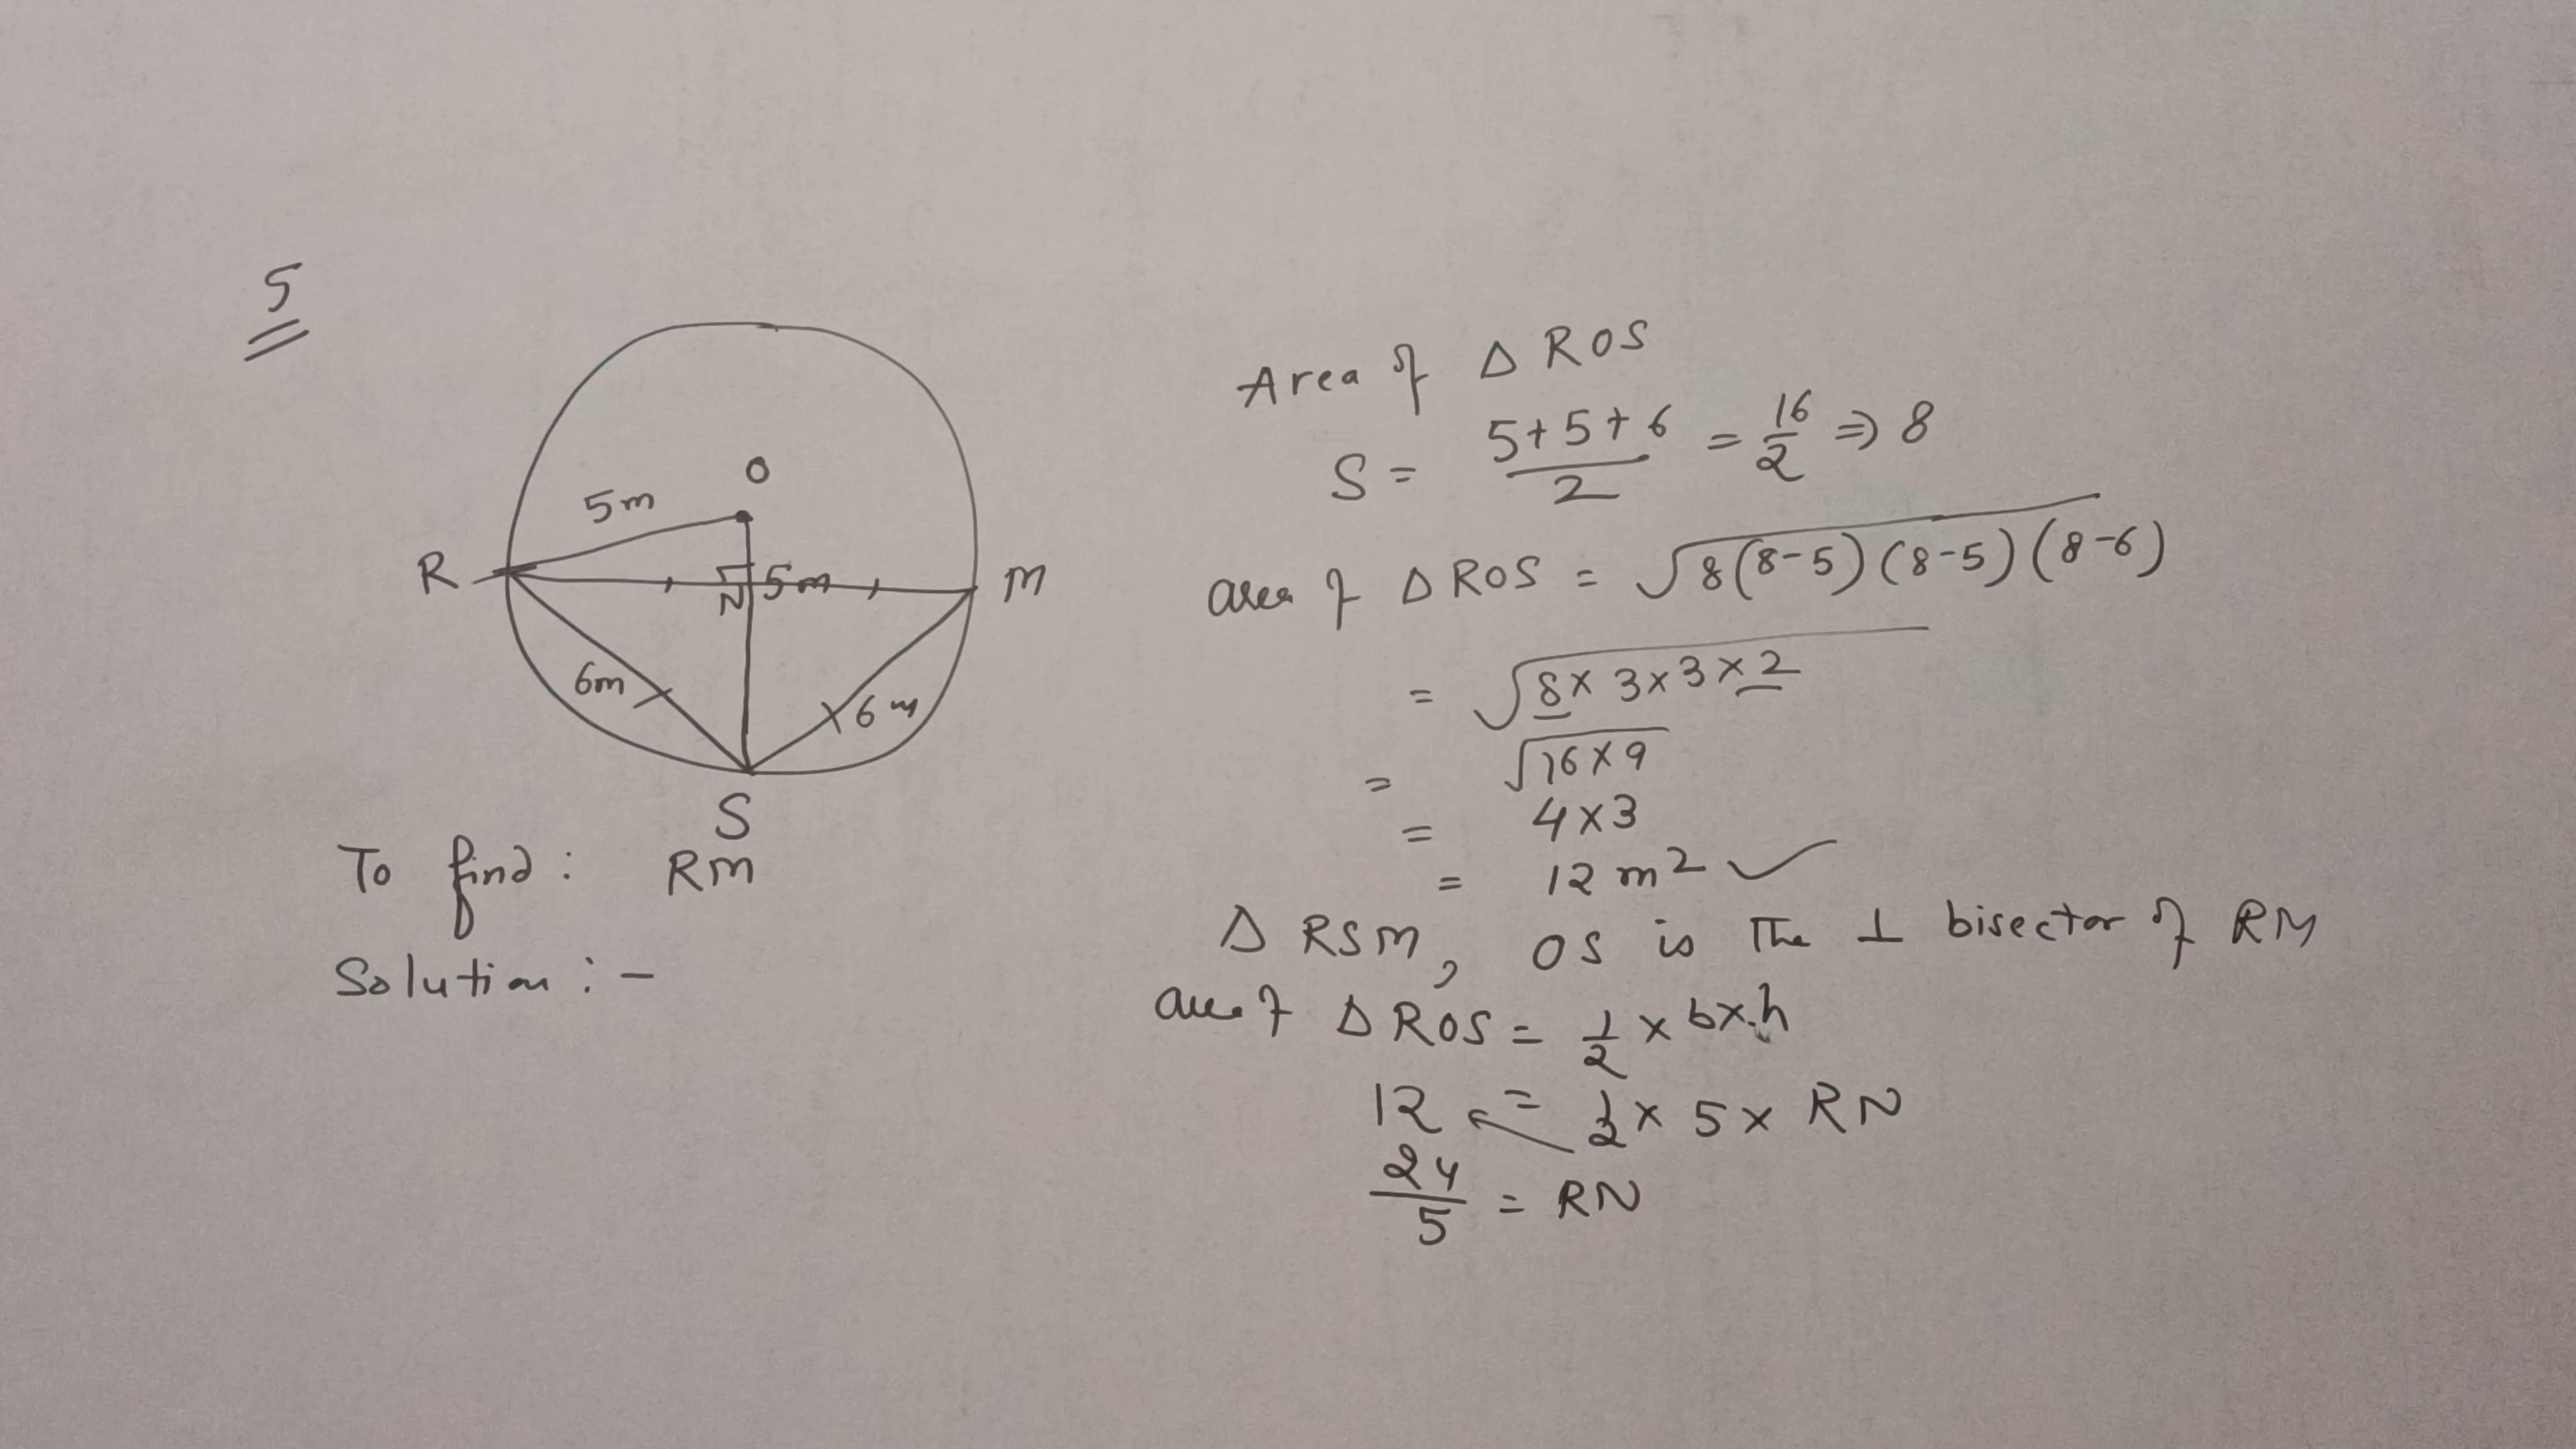 5
O
5m
R
N
5m
M
6m
6m
S
To find : RM
Solution : -
Area of Δ ROS
S = 5+5+6/2 = 16/2 ⇒ 8
area of Δ ROS = √8(8-5)(8-5)(8-6)
= √8×3×3×2
= √16×9
= 4×3
= 12 m² ✓
Δ RSM, OS is the ⊥ bisector of RM
area of Δ ROS = 1/2 × b×h
12 = 1/2 × 5 × RN
24/5 = RN